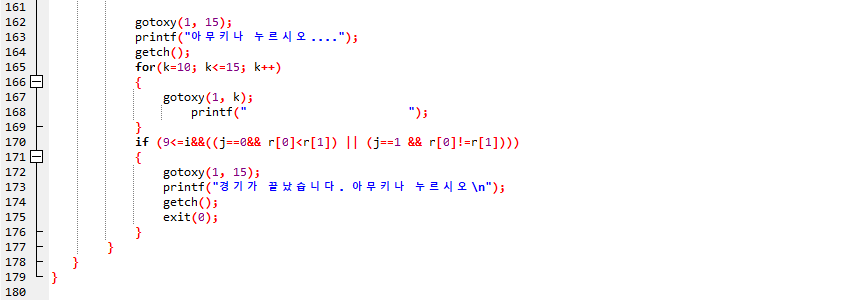 161
162 gotoxy(1, 15);
163 printf("아무키나 누르시오....");
164 getch();
165 for(k=10; k<=15; k++)
166 {
167 gotoxy(1, k);
168 printf("                       ");
169 }
170 if (9<=i&&((j==0&& r[0]<r[1]) || (j==1 && r[0]!=r[1])))
171 {
172 gotoxy(1, 15);
173 printf("경기가 끝났습니다. 아무키나 누르시오\n");
174 getch();
175 exit(0);
176 }
177 }
178 }
179 }
180